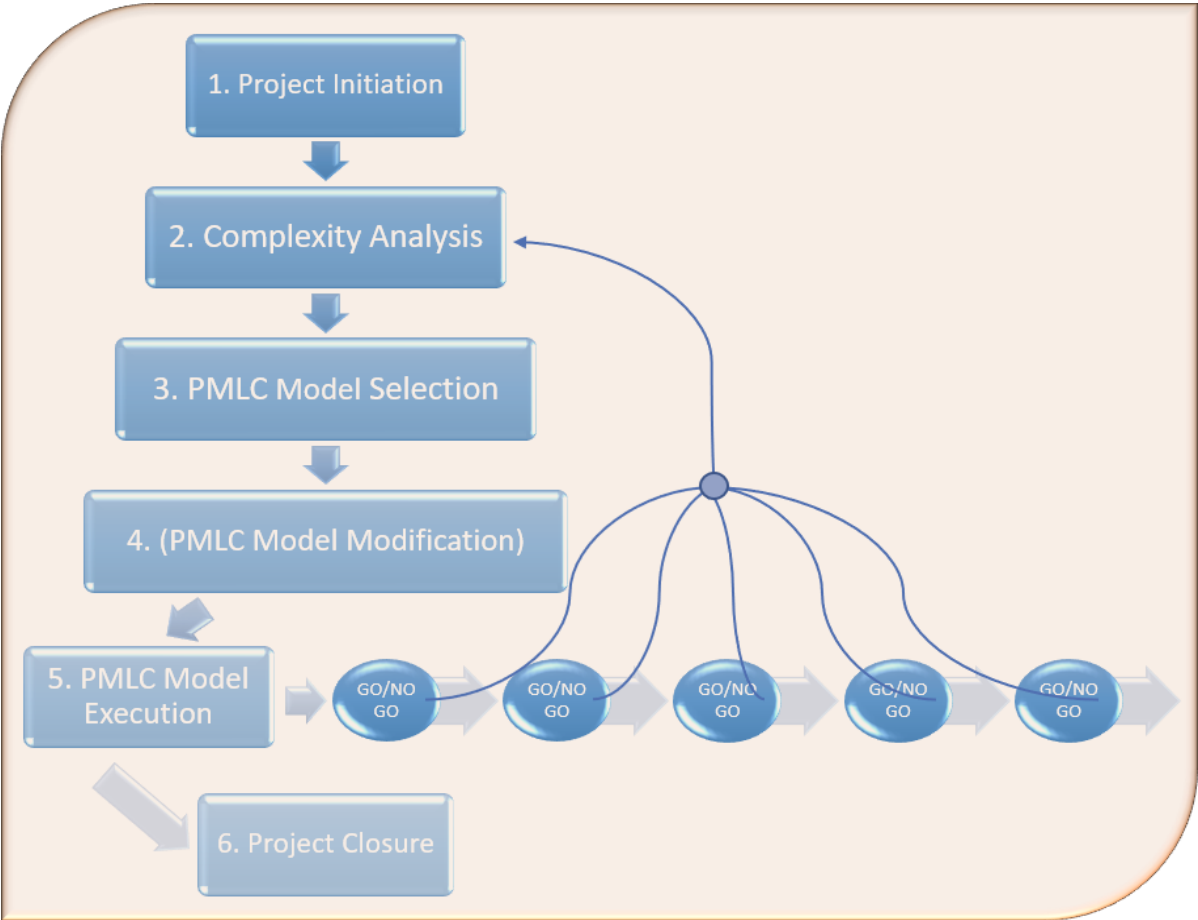 1. Project Initiation
2. Complexity Analysis
3. PMLC Model Selection
4. (PMLC Model Modification)
5. PMLC Model
Execution
GO/NO
GO
GO/NO
GO
GO/NO
GO
GO/NO
GO
GO/NO
GO
6. Project Closure